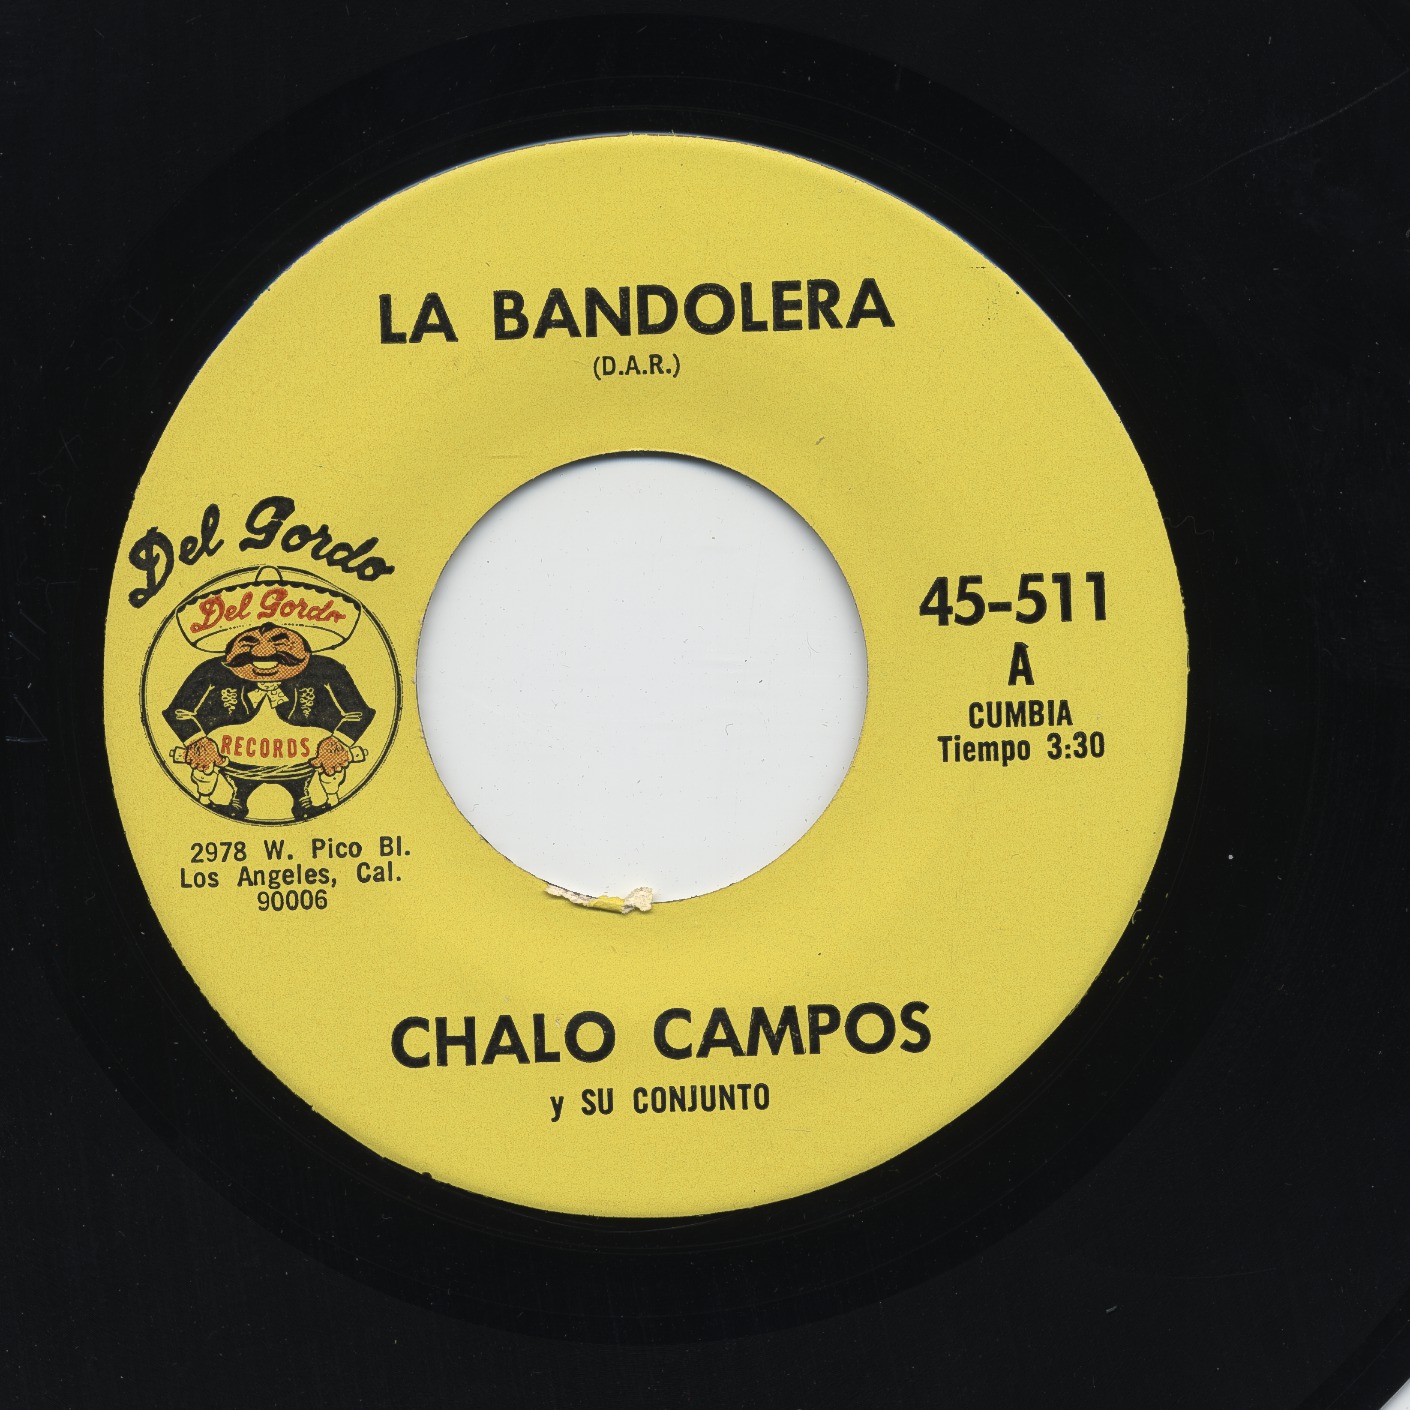 LA BANDOLERA
(D.A.R.)
Del Gordo
Del Gordo
RECORDS
2978 W. Pico Bl.
Los Angeles, Cal.
90006
45-511
A
CUMBIA
Tiempo 3:30
CHALO CAMPOS
y SU CONJUNTO